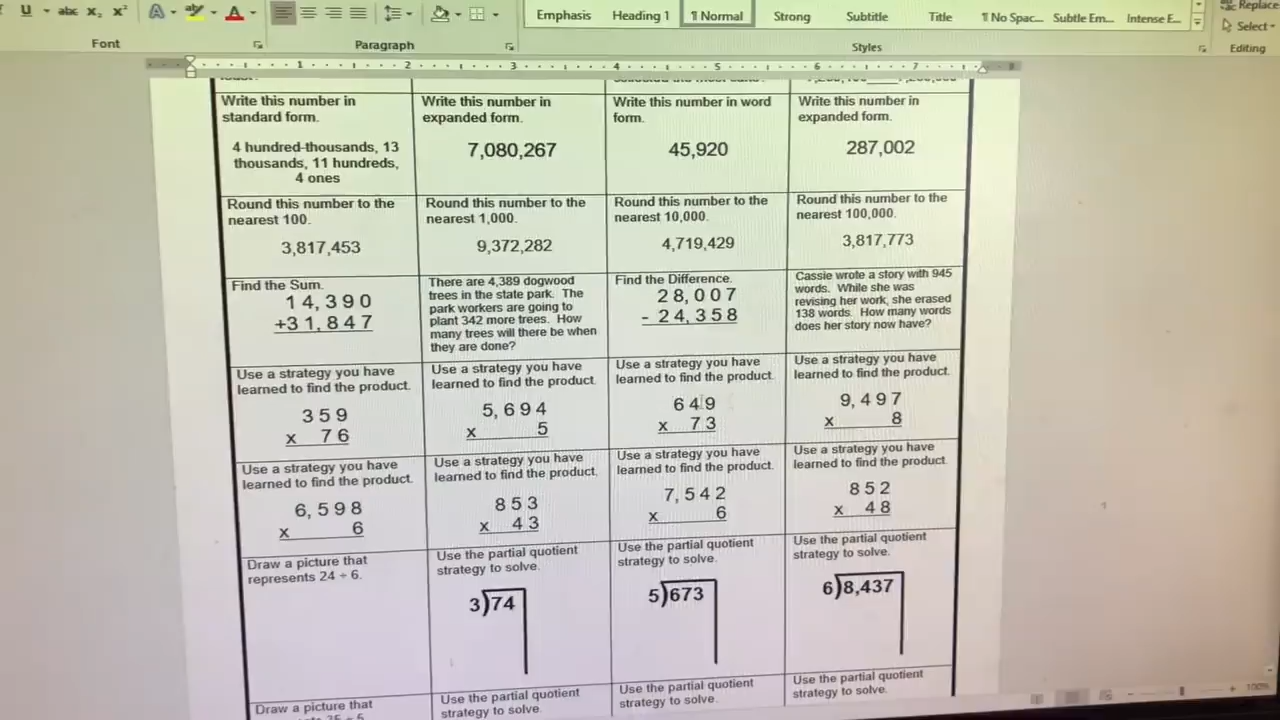 Replace
Emphasis Heading 1 ¶ Normal Strong Subtitle Title ¶ No Spac... Subtle Em... Intense E...
Select
Font Paragraph Styles Editing
Write this number in
standard form.
4 hundred-thousands, 13
thousands, 11 hundreds,
4 ones
Write this number in
expanded form.
7,080,267
Write this number in word
form.
45,920
Write this number in
expanded form.
287,002
Round this number to the
nearest 100.
3,817,453
Round this number to the
nearest 1,000.
9,372,282
Round this number to the
nearest 10,000.
4,719,429
Round this number to the
nearest 100,000.
3,817,773
Find the Sum.
14,390
+31,847
There are 4,389 dogwood
trees in the state park. The
park workers are going to
plant 342 more trees. How
many trees will there be when
they are done?
Find the Difference.
28,007
- 24,358
Cassie wrote a story with 945
words. While she was
revising her work, she erased
138 words. How many words
does her story now have?
Use a strategy you have
learned to find the product.
359
x 76
Use a strategy you have
learned to find the product.
5,694
x 5
Use a strategy you have
learned to find the product.
649
x 73
Use a strategy you have
learned to find the product.
9,497
x 8
Use a strategy you have
learned to find the product.
6,598
x 6
Use a strategy you have
learned to find the product.
853
x 43
Use a strategy you have
learned to find the product.
7,542
x 6
Use a strategy you have
learned to find the product.
852
x 48
Draw a picture that
represents 24 ÷ 6.
Use the partial quotient
strategy to solve.
3)74
Use the partial quotient
strategy to solve.
5)673
Use the partial quotient
strategy to solve.
6)8,437
Draw a picture that
Use the partial quotient
strategy to solve.
Use the partial quotient
strategy to solve.
Use the partial quotient
strategy to solve.
100%